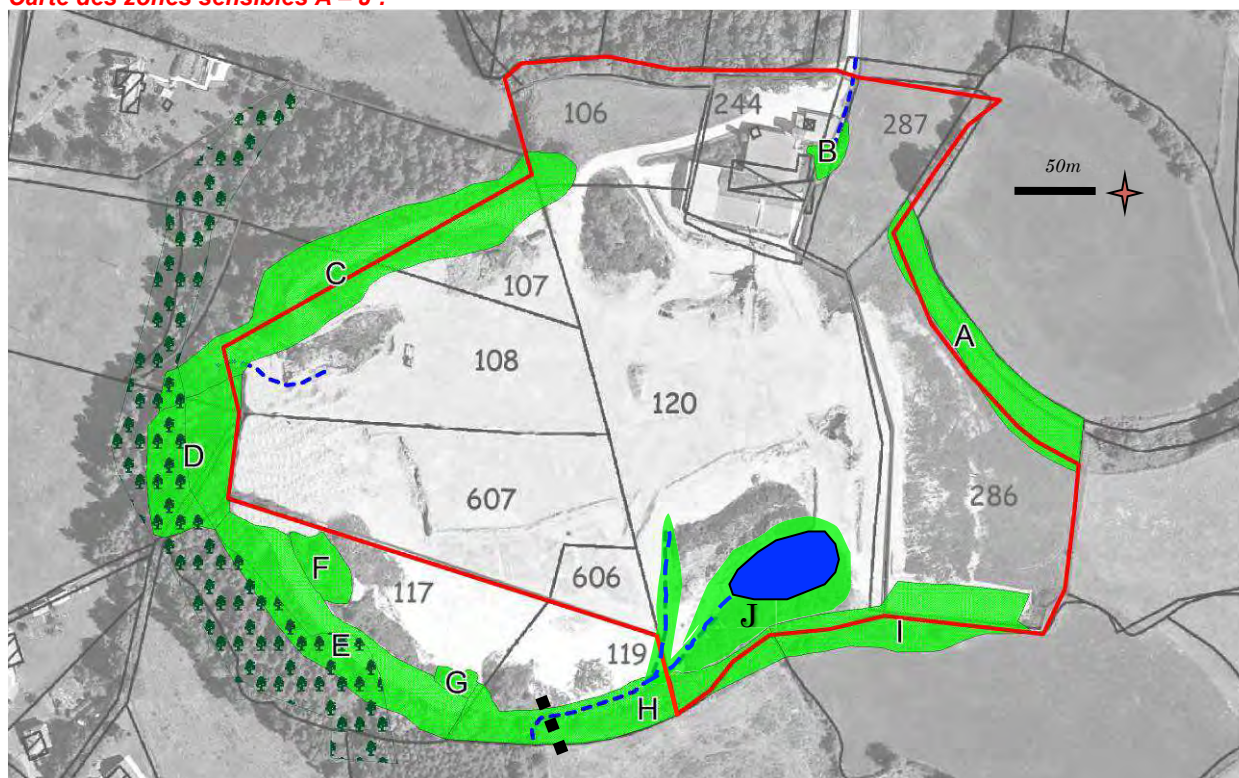 Carte des zones sensibles A – J :
106
244
287
B
50m
C
107
A
108
120
D
607
286
F
606
117
J
I
E
119
G
H